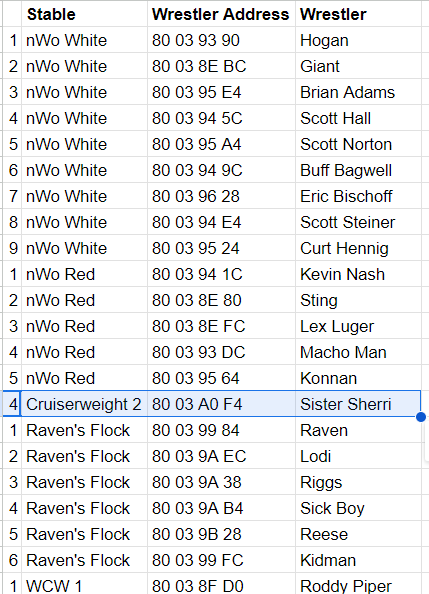 Stable Wrestler Address Wrestler
1 nWo White 80 03 93 90 Hogan
2 nWo White 80 03 8E BC Giant
3 nWo White 80 03 95 E4 Brian Adams
4 nWo White 80 03 94 5C Scott Hall
5 nWo White 80 03 95 A4 Scott Norton
6 nWo White 80 03 94 9C Buff Bagwell
7 nWo White 80 03 96 28 Eric Bischoff
8 nWo White 80 03 94 E4 Scott Steiner
9 nWo White 80 03 95 24 Curt Hennig
1 nWo Red 80 03 94 1C Kevin Nash
2 nWo Red 80 03 8E 80 Sting
3 nWo Red 80 03 8E FC Lex Luger
4 nWo Red 80 03 93 DC Macho Man
5 nWo Red 80 03 95 64 Konnan
4 Cruiserweight 2 80 03 A0 F4 Sister Sherri
1 Raven's Flock 80 03 99 84 Raven
2 Raven's Flock 80 03 9A EC Lodi
3 Raven's Flock 80 03 9A 38 Riggs
4 Raven's Flock 80 03 9A B4 Sick Boy
5 Raven's Flock 80 03 9B 28 Reese
6 Raven's Flock 80 03 99 FC Kidman
1 WCW 1 80 03 8F D0 Roddy Piper